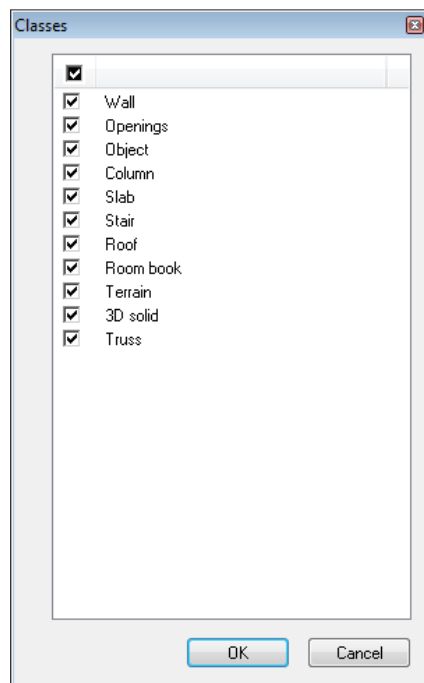 Classes
Wall
Openings
Object
Column
Slab
Stair
Roof
Room book
Terrain
3D solid
Truss
OK Cancel